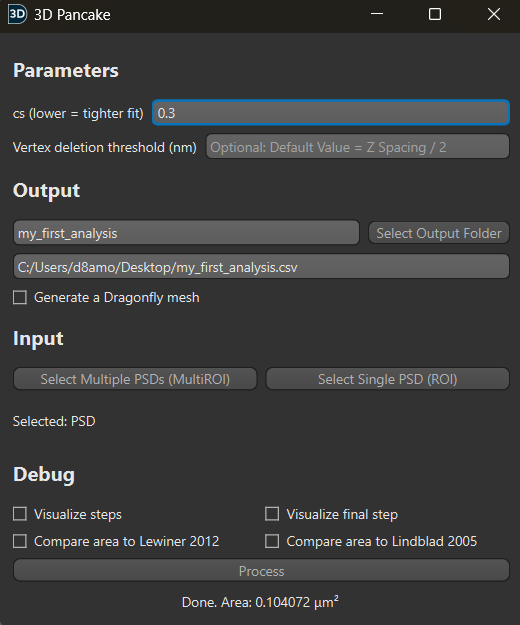 3D 3D Pancake
Parameters
cs (lower = tighter fit) 0.3
Vertex deletion threshold (nm) Optional: Default Value = Z Spacing / 2
Output
my_first_analysis Select Output Folder
C:/Users/d8amo/Desktop/my_first_analysis.csv
Generate a Dragonfly mesh
Input
Select Multiple PSDs (MultiROI) Select Single PSD (ROI)
Selected: PSD
Debug
Visualize steps Visualize final step
Compare area to Lewiner 2012 Compare area to Lindblad 2005
Process
Done. Area: 0.104072 µm²